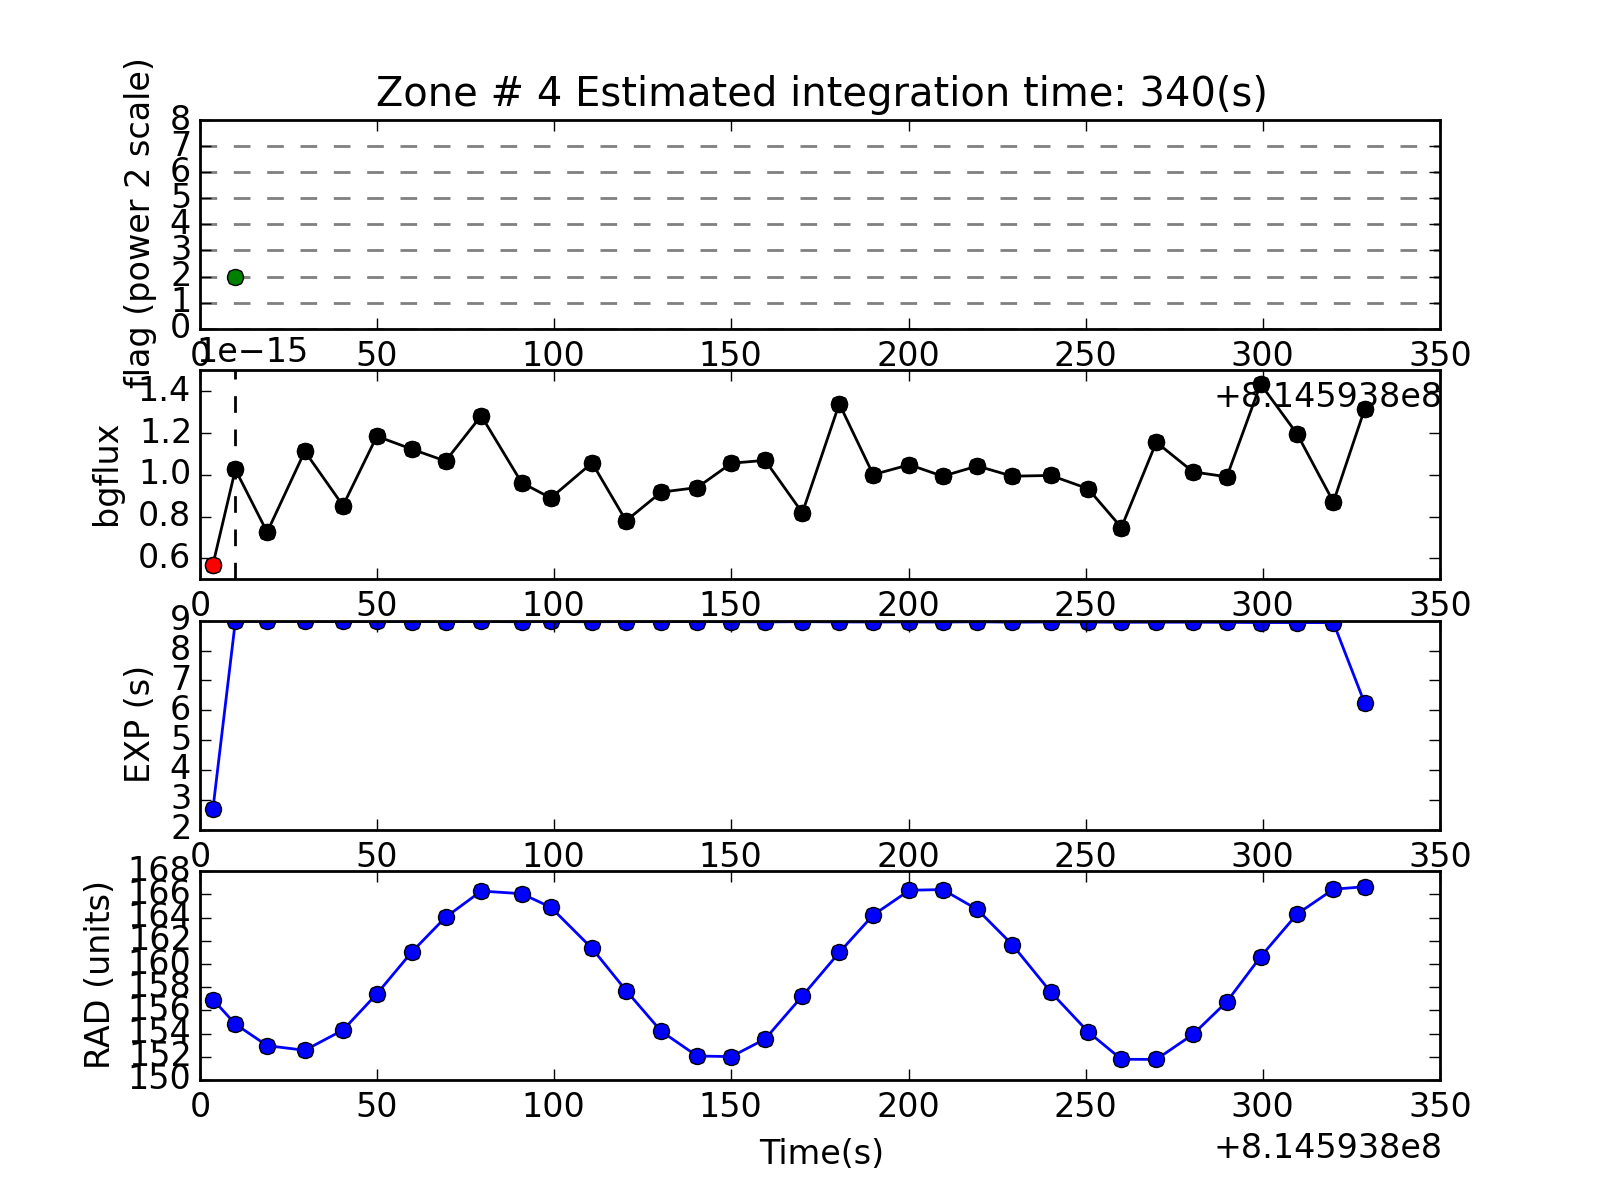 Zone # 4 Estimated integration time: 340(s)
flag (power 2 scale)
8
7
6
5
4
3
2
1
0
0 50 100 150 200 250 300 350
1e−15
+8.145938e8
bgflux
1.4
1.2
1.0
0.8
0.6
0 50 100 150 200 250 300 350
EXP (s)
9
8
7
6
5
4
3
2
0 50 100 150 200 250 300 350
RAD (units)
168
166
164
162
160
158
156
154
152
150
0 50 100 150 200 250 300 350
Time(s)
+8.145938e8